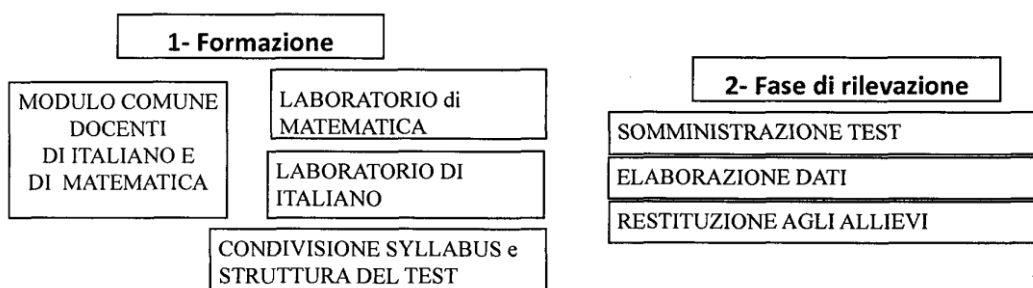 1- Formazione
MODULO COMUNE
DOCENTI
DI ITALIANO E
DI MATEMATICA
LABORATORIO di
MATEMATICA
LABORATORIO DI
ITALIANO
CONDIVISIONE SYLLABUS e
STRUTTURA DEL TEST
2- Fase di rilevazione
SOMMINISTRAZIONE TEST
ELABORAZIONE DATI
RESTITUZIONE AGLI ALLIEVI